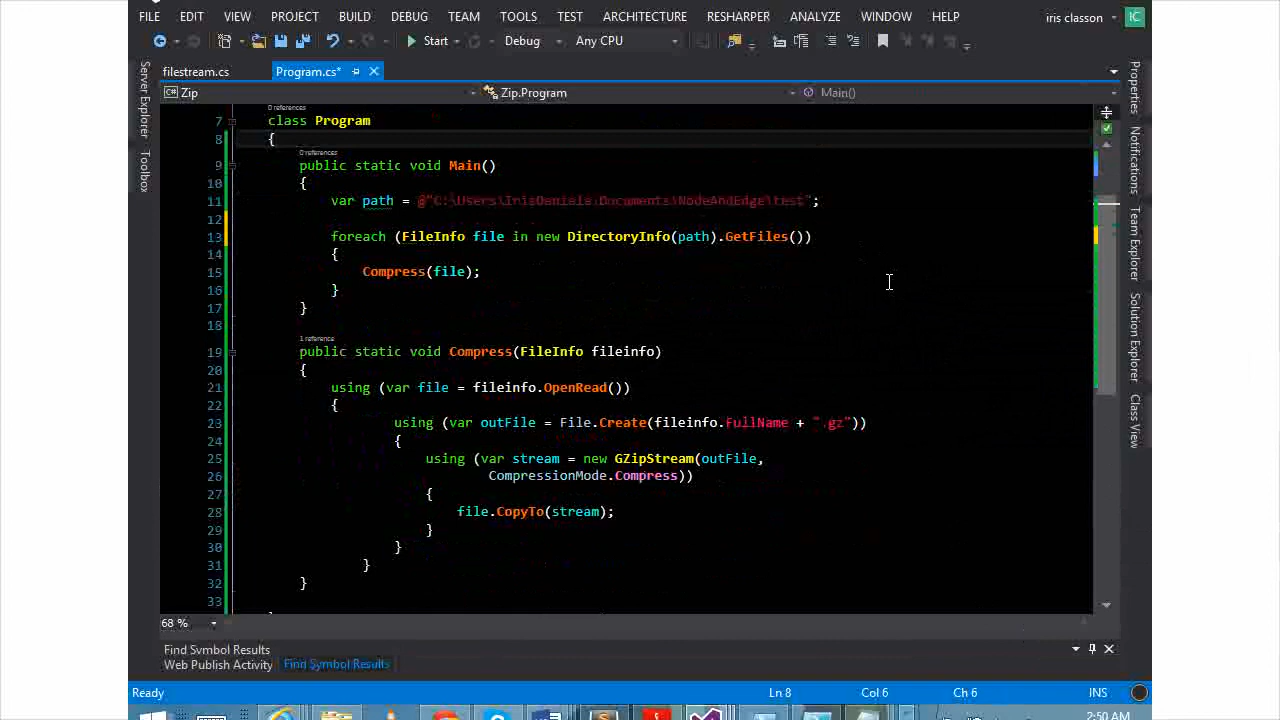 FILE EDIT VIEW PROJECT BUILD DEBUG TEAM TOOLS TEST ARCHITECTURE RESHARPER ANALYZE WINDOW HELP iris classon IC
Start Debug Any CPU
filestream.cs Program.cs*
Server Explorer
Toolbox
Properties
Notifications
Team Explorer
Solution Explorer
Class View
C# Zip Zip.Program Main()
0 references
7 class Program
8 {
0 references
9 public static void Main()
10 {
11 var path = @"C:\Users\IrisDaniela\Documents\NodeAndEdge\test";
12
13 foreach (FileInfo file in new DirectoryInfo(path).GetFiles())
14 {
15 Compress(file);
16 }
17 }
18
1 reference
19 public static void Compress(FileInfo fileinfo)
20 {
21 using (var file = fileinfo.OpenRead())
22 {
23 using (var outFile = File.Create(fileinfo.FullName + ".gz"))
24 {
25 using (var stream = new GZipStream(outFile,
26 CompressionMode.Compress))
27 {
28 file.CopyTo(stream);
29 }
30 }
31 }
32 }
33
68 %
Find Symbol Results
Web Publish Activity Find Symbol Results
Ready Ln 8 Col 6 Ch 6 INS
2:50 AM